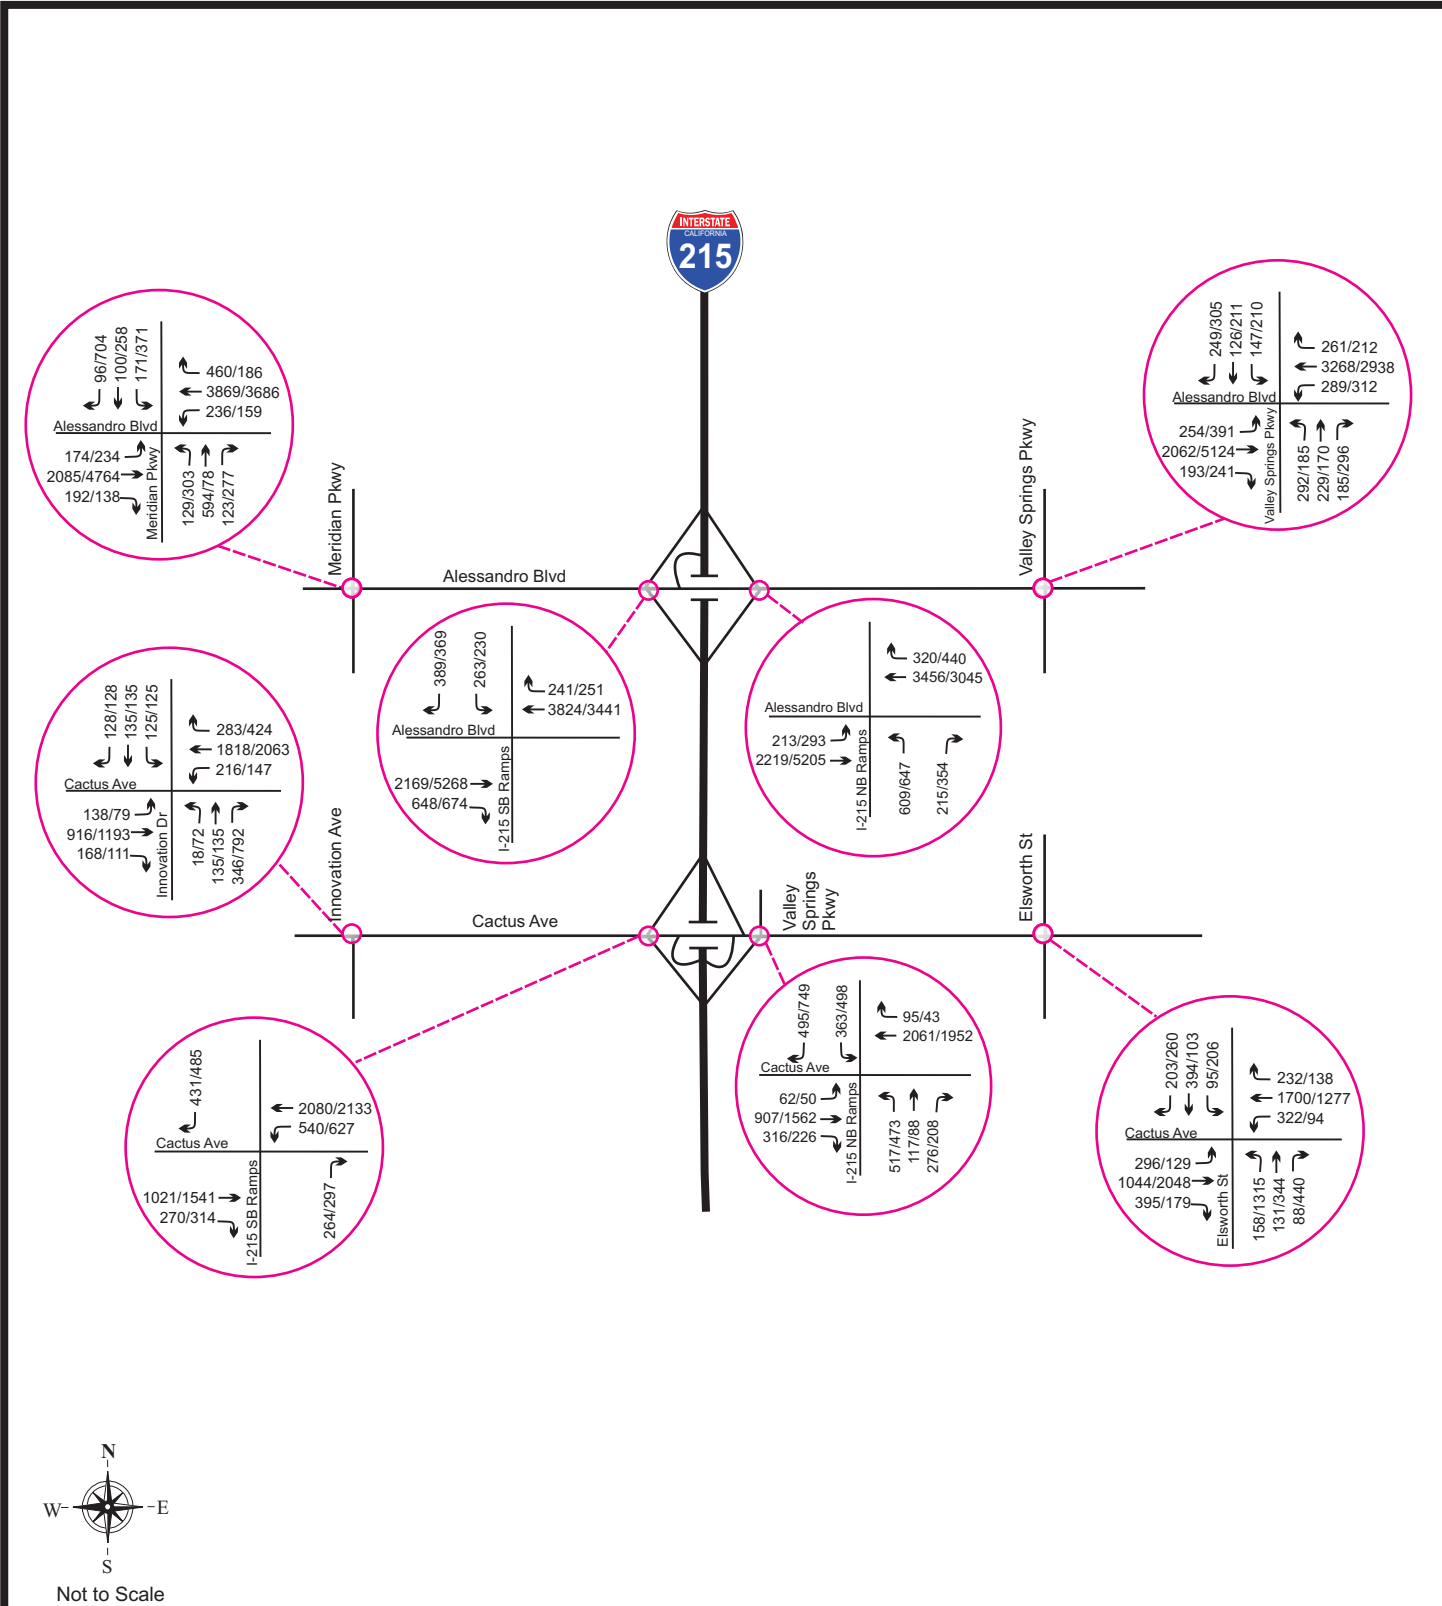 INTERSTATE
CALIFORNIA
215
96/704
100/258
171/371
460/186
3869/3686
236/159
Alessandro Blvd
174/234
2085/4764
192/138
Meridian Pkwy
129/303
594/78
123/277
249/305
126/211
147/210
261/212
3268/2938
289/312
Alessandro Blvd
254/391
2062/5124
193/241
Valley Springs Pkwy
292/185
229/170
185/296
Meridian Pkwy
Alessandro Blvd
Valley Springs Pkwy
389/369
263/230
241/251
3824/3441
Alessandro Blvd
2169/5268
648/674
I-215 SB Ramps
320/440
3456/3045
Alessandro Blvd
213/293
2219/5205
I-215 NB Ramps
609/647
215/354
128/128
135/135
125/125
283/424
1818/2063
216/147
Cactus Ave
138/79
916/1193
168/111
Innovation Dr
18/72
135/135
346/792
Innovation Ave
Cactus Ave
Valley
Springs
Pkwy
Elsworth St
431/485
2080/2133
540/627
Cactus Ave
1021/1541
270/314
I-215 SB Ramps
264/297
495/749
363/498
95/43
2061/1952
Cactus Ave
62/50
907/1562
316/226
I-215 NB Ramps
517/473
117/88
276/208
203/260
394/103
95/206
232/138
1700/1277
322/94
Cactus Ave
296/129
1044/2048
395/179
Elsworth St
158/1315
131/344
88/440
N
W
E
S
Not to Scale